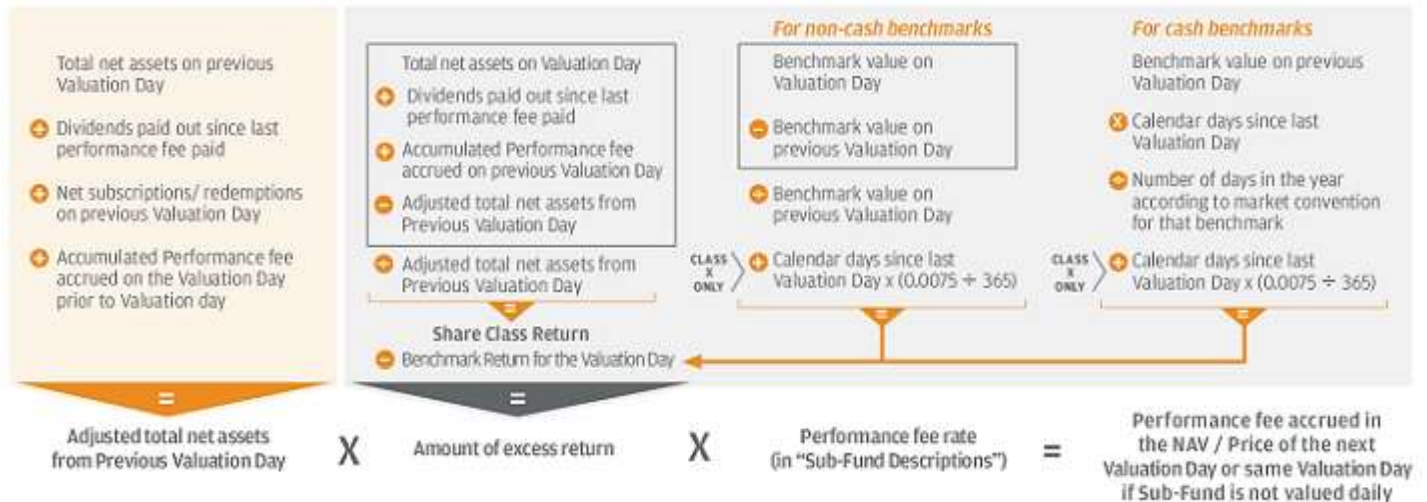 Total net assets on previous
Valuation Day
+ Dividends paid out since last
performance fee paid
+ Net subscriptions/ redemptions
on previous Valuation Day
+ Accumulated Performance fee
accrued on the Valuation Day
prior to Valuation day
=
Adjusted total net assets
from Previous Valuation Day
X
Total net assets on Valuation Day
+ Dividends paid out since last
performance fee paid
+ Accumulated Performance fee
accrued on previous Valuation Day
− Adjusted total net assets from
Previous Valuation Day
÷ Adjusted total net assets from
Previous Valuation Day
=
Share Class Return
− Benchmark Return for the Valuation Day
=
Amount of excess return
X
For non-cash benchmarks
Benchmark value on
Valuation Day
− Benchmark value on
previous Valuation Day
÷ Benchmark value on
previous Valuation Day
CLASS
X
ONLY
+ Calendar days since last
Valuation Day x (0.0075 ÷ 365)
=
For cash benchmarks
Benchmark value on previous
Valuation Day
X Calendar days since last
Valuation Day
÷ Number of days in the year
according to market convention
for that benchmark
CLASS
X
ONLY
+ Calendar days since last
Valuation Day x (0.0075 ÷ 365)
=
Performance fee rate
(in “Sub-Fund Descriptions”)
=
Performance fee accrued in
the NAV / Price of the next
Valuation Day or same Valuation Day
if Sub-Fund is not valued daily